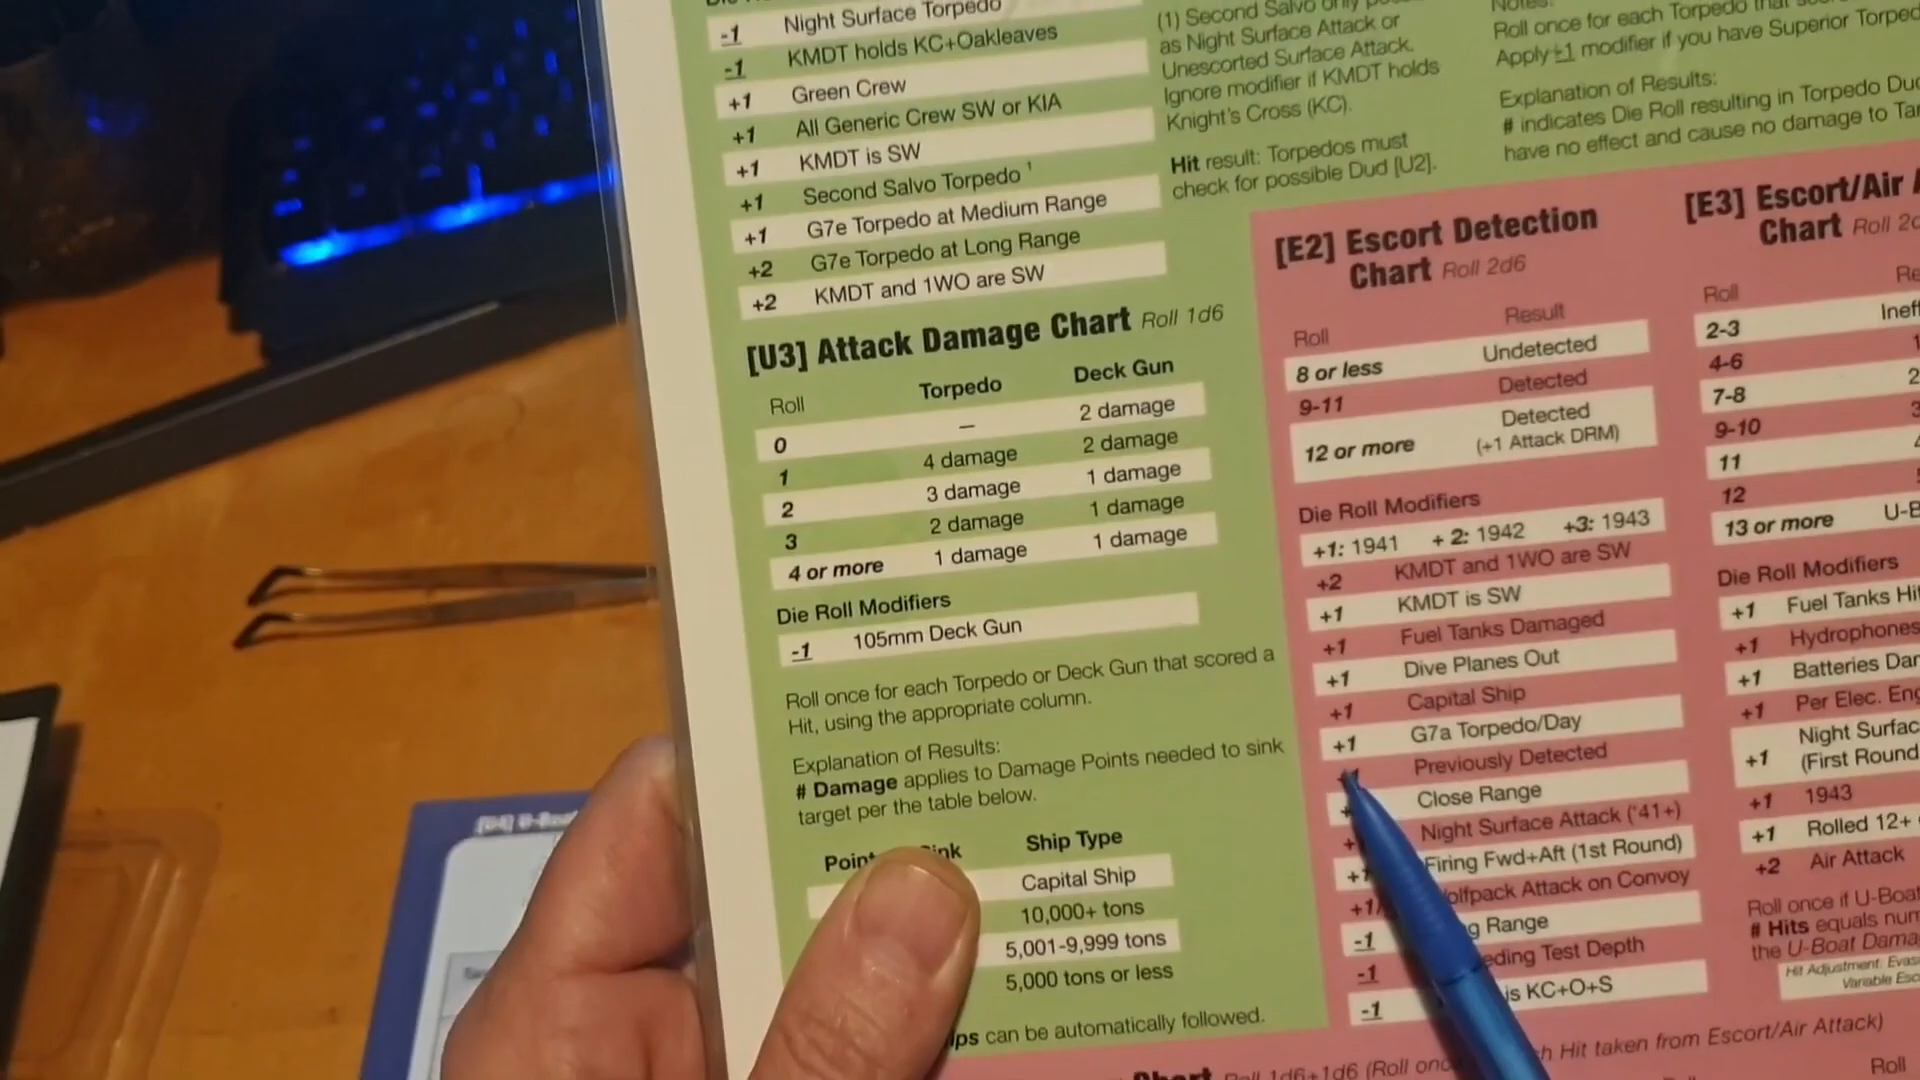 -1 Night Surface Torpedo
-1 KMDT holds KC+Oakleaves
+1 Green Crew
+1 All Generic Crew SW or KIA
+1 KMDT is SW
+1 Second Salvo Torpedo ¹
+1 G7e Torpedo at Medium Range
+2 G7e Torpedo at Long Range
+2 KMDT and 1WO are SW
(1) Second Salvo only
as Night Surface Attack or
Unescorted Surface Attack.
Ignore modifier if KMDT holds
Knight's Cross (KC).
Hit result: Torpedos must
check for possible Dud [U2].
Notes:
Roll once for each Torpedo that
Apply ±1 modifier if you have Superior
Explanation of Results:
# indicates Die Roll resulting in Torpedo
have no effect and cause no damage to
[U3] Attack Damage Chart Roll 1d6
Roll Torpedo Deck Gun
0 – 2 damage
1 4 damage 2 damage
2 3 damage 1 damage
3 2 damage 1 damage
4 or more 1 damage 1 damage
Die Roll Modifiers
-1 105mm Deck Gun
Roll once for each Torpedo or Deck Gun that scored a
Hit, using the appropriate column.
Explanation of Results:
# Damage applies to Damage Points needed to sink
target per the table below.
Ship Type
Capital Ship
10,000+ tons
5,001-9,999 tons
5,000 tons or less
can be automatically followed.
[E2] Escort Detection
Chart Roll 2d6
Roll Result
8 or less Undetected
9-11 Detected
12 or more Detected
(+1 Attack DRM)
Die Roll Modifiers
+1: 1941 + 2: 1942 +3: 1943
+2 KMDT and 1WO are SW
+1 KMDT is SW
+1 Fuel Tanks Damaged
+1 Dive Planes Out
+1 Capital Ship
+1 G7a Torpedo/Day
Previously Detected
Close Range
Night Surface Attack ('41+)
Firing Fwd+Aft (1st Round)
Attack on Convoy
-1 Range
-1 Test Depth
-1 is KC+O+S
[E3] Escort/Air
Chart Roll
Roll
2-3
4-6
7-8
9-10
11
12
13 or more
Die Roll Modifiers
+1 Fuel Tanks
+1 Hydrophones
+1 Batteries
+1 Per Elec.
+1 Night
(First Round
+1 1943
+1 Rolled 12+
+2 Air Attack
Roll once if
# Hits equals
the U-Boat
Hit Adjustment:
Variable
Chart Roll 1d6+1d6 (Roll Hit taken from Escort/Air Attack)
Roll